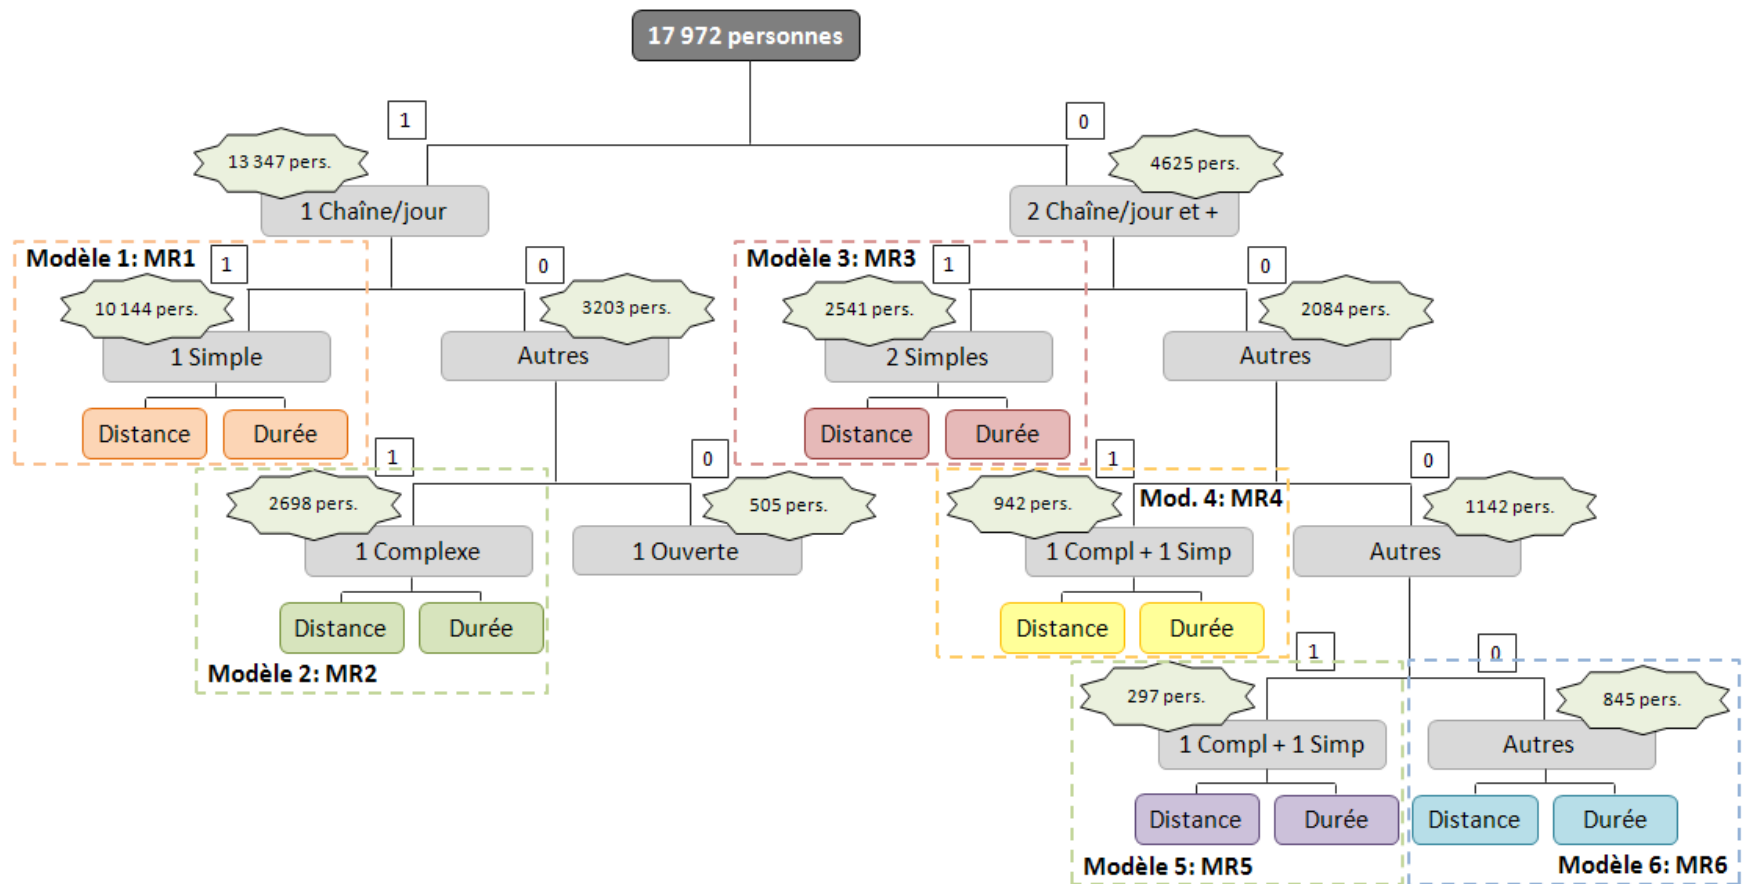 17 972 personnes
1
0
13 347 pers.
4625 pers.
1 Chaîne/jour
2 Chaîne/jour et +
Modèle 1: MR1
1
0
Modèle 3: MR3
1
0
10 144 pers.
3203 pers.
2541 pers.
2084 pers.
1 Simple
Autres
2 Simples
Autres
Distance
Durée
Distance
Durée
1
0
1
0
2698 pers.
505 pers.
942 pers.
Mod. 4: MR4
1142 pers.
1 Complexe
1 Ouverte
1 Compl + 1 Simp
Autres
Distance
Durée
Distance
Durée
Modèle 2: MR2
1
0
297 pers.
845 pers.
1 Compl + 1 Simp
Autres
Distance
Durée
Distance
Durée
Modèle 5: MR5
Modèle 6: MR6